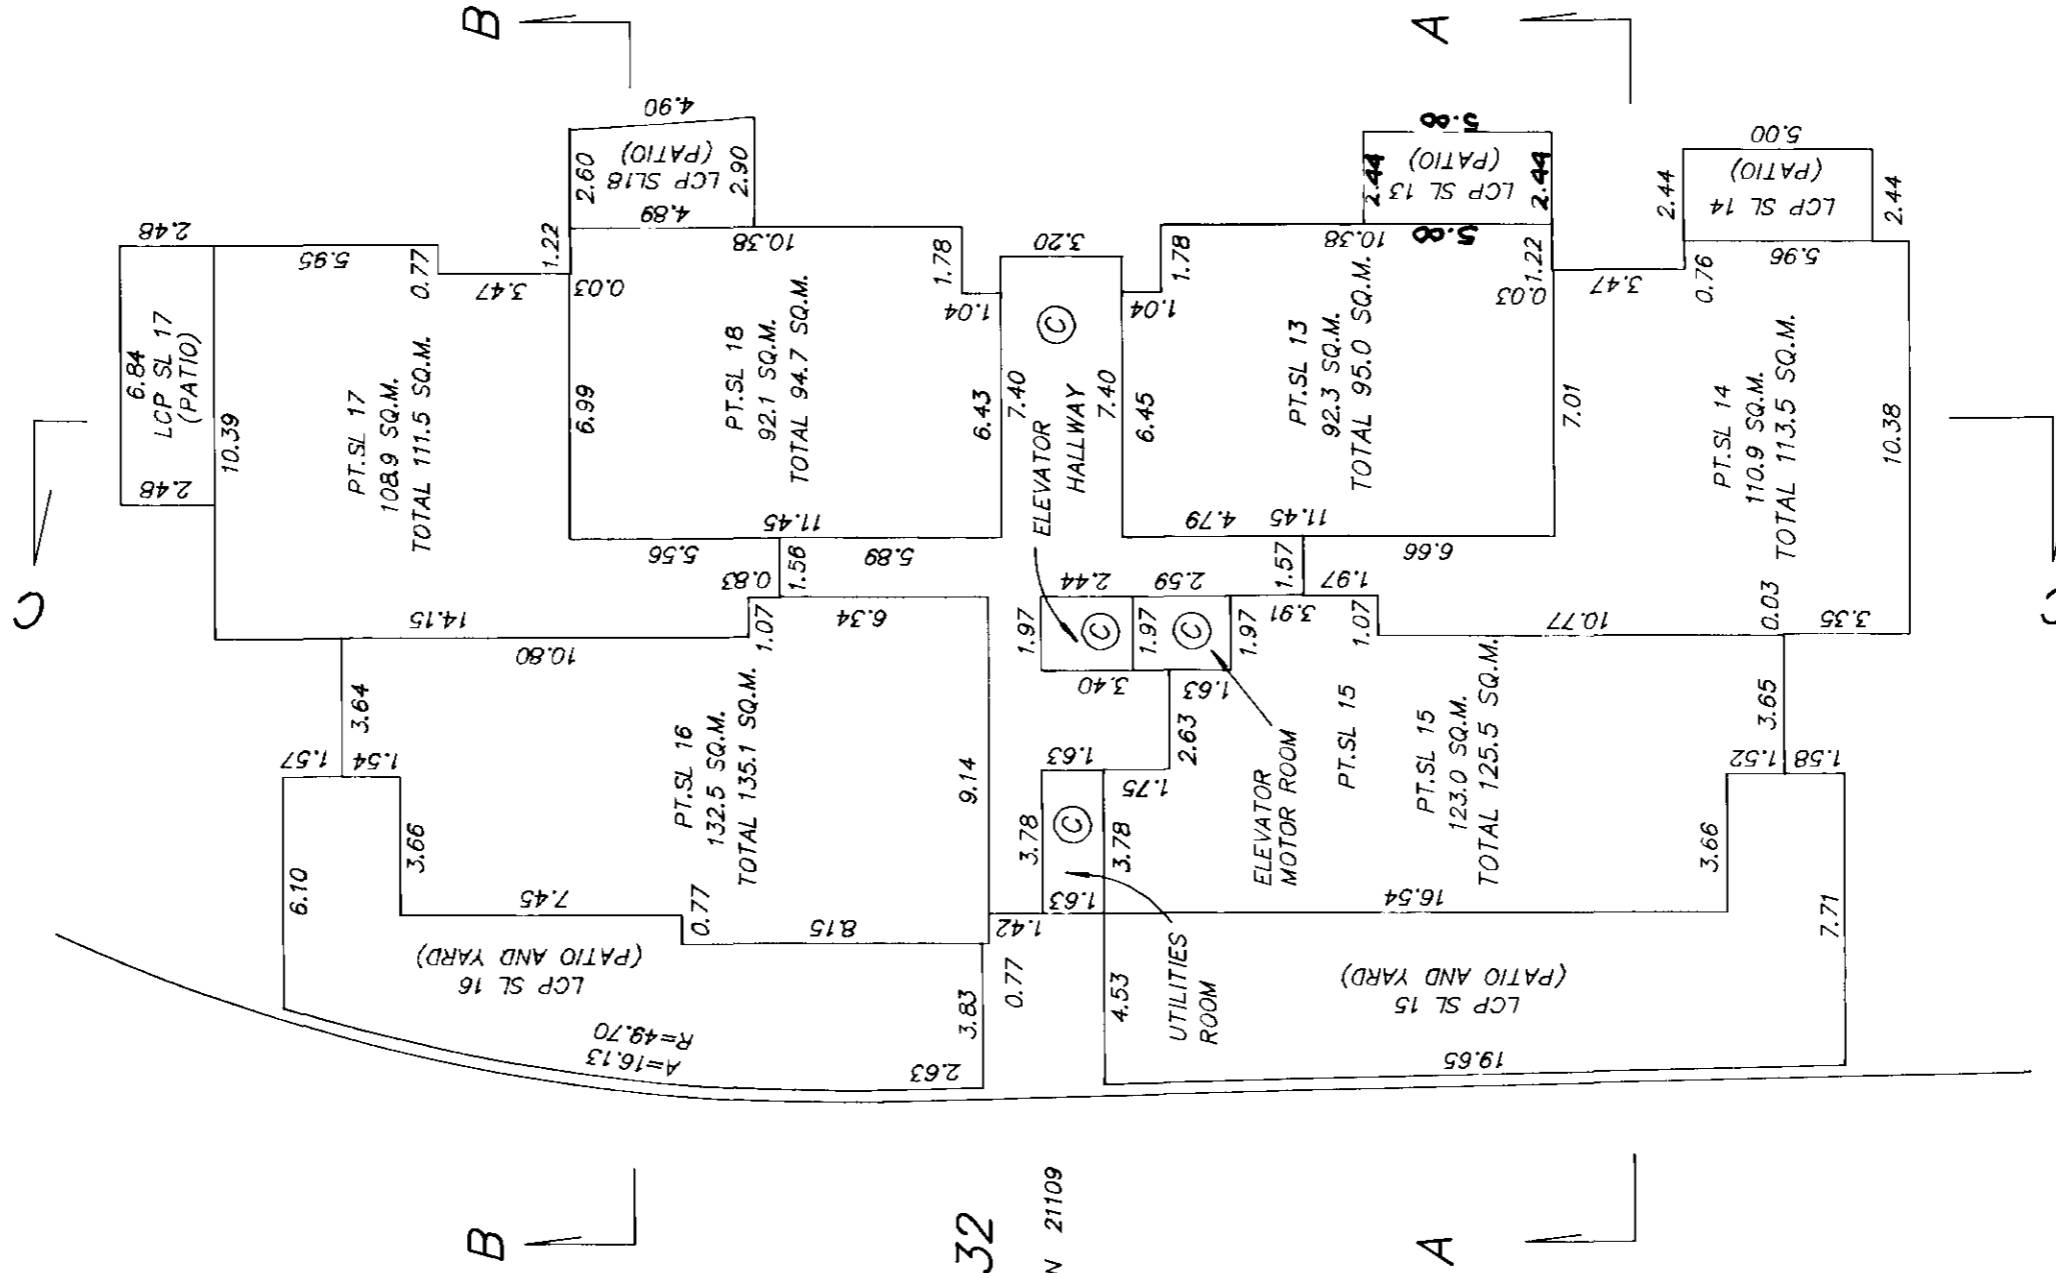 B
A
C
C
4.90
2.60
LCP SL18
(PATIO)
2.90
4.89
5.00
2.44
LCP SL 13
(PATIO)
2.44
5.00
5.00
2.44
LCP SL 14
(PATIO)
2.44
2.48
6.84
LCP SL 17
(PATIO)
2.48
5.95
0.77
3.47
1.22
0.03
10.38
1.78
1.04
3.20
1.04
1.78
10.38
1.22
0.03
3.47
0.76
5.96
10.39
PT.SL 17
108.9 SQ.M.
TOTAL 111.5 SQ.M.
6.99
PT.SL 18
92.1 SQ.M.
TOTAL 94.7 SQ.M.
6.43
7.40
ELEVATOR
HALLWAY
C
7.40
6.45
PT.SL 13
92.3 SQ.M.
TOTAL 95.0 SQ.M.
7.01
PT.SL 14
110.9 SQ.M.
TOTAL 113.5 SQ.M.
10.38
11.45
5.56
5.89
0.83
1.56
4.79
11.45
6.66
1.57
1.97
14.15
10.80
1.07
6.34
2.44
2.59
3.91
1.97
C
1.97
C
1.97
1.07
10.77
0.03
3.35
3.40
1.63
3.64
1.57
1.54
PT.SL 16
132.5 SQ.M.
TOTAL 135.1 SQ.M.
9.14
1.63
1.75
2.63
ELEVATOR
MOTOR ROOM
PT.SL 15
PT.SL 15
123.0 SQ.M.
TOTAL 125.5 SQ.M.
3.65
1.52
1.58
6.10
3.66
7.45
0.77
8.15
3.78
C
3.78
1.63
1.42
16.54
3.66
7.71
LCP SL 16
(PATIO AND YARD)
A=16.13
R=49.70
2.63
3.83
0.77
4.53
UTILITIES
ROOM
LCP SL 15
(PATIO AND YARD)
19.65
B
32
N 21109
A